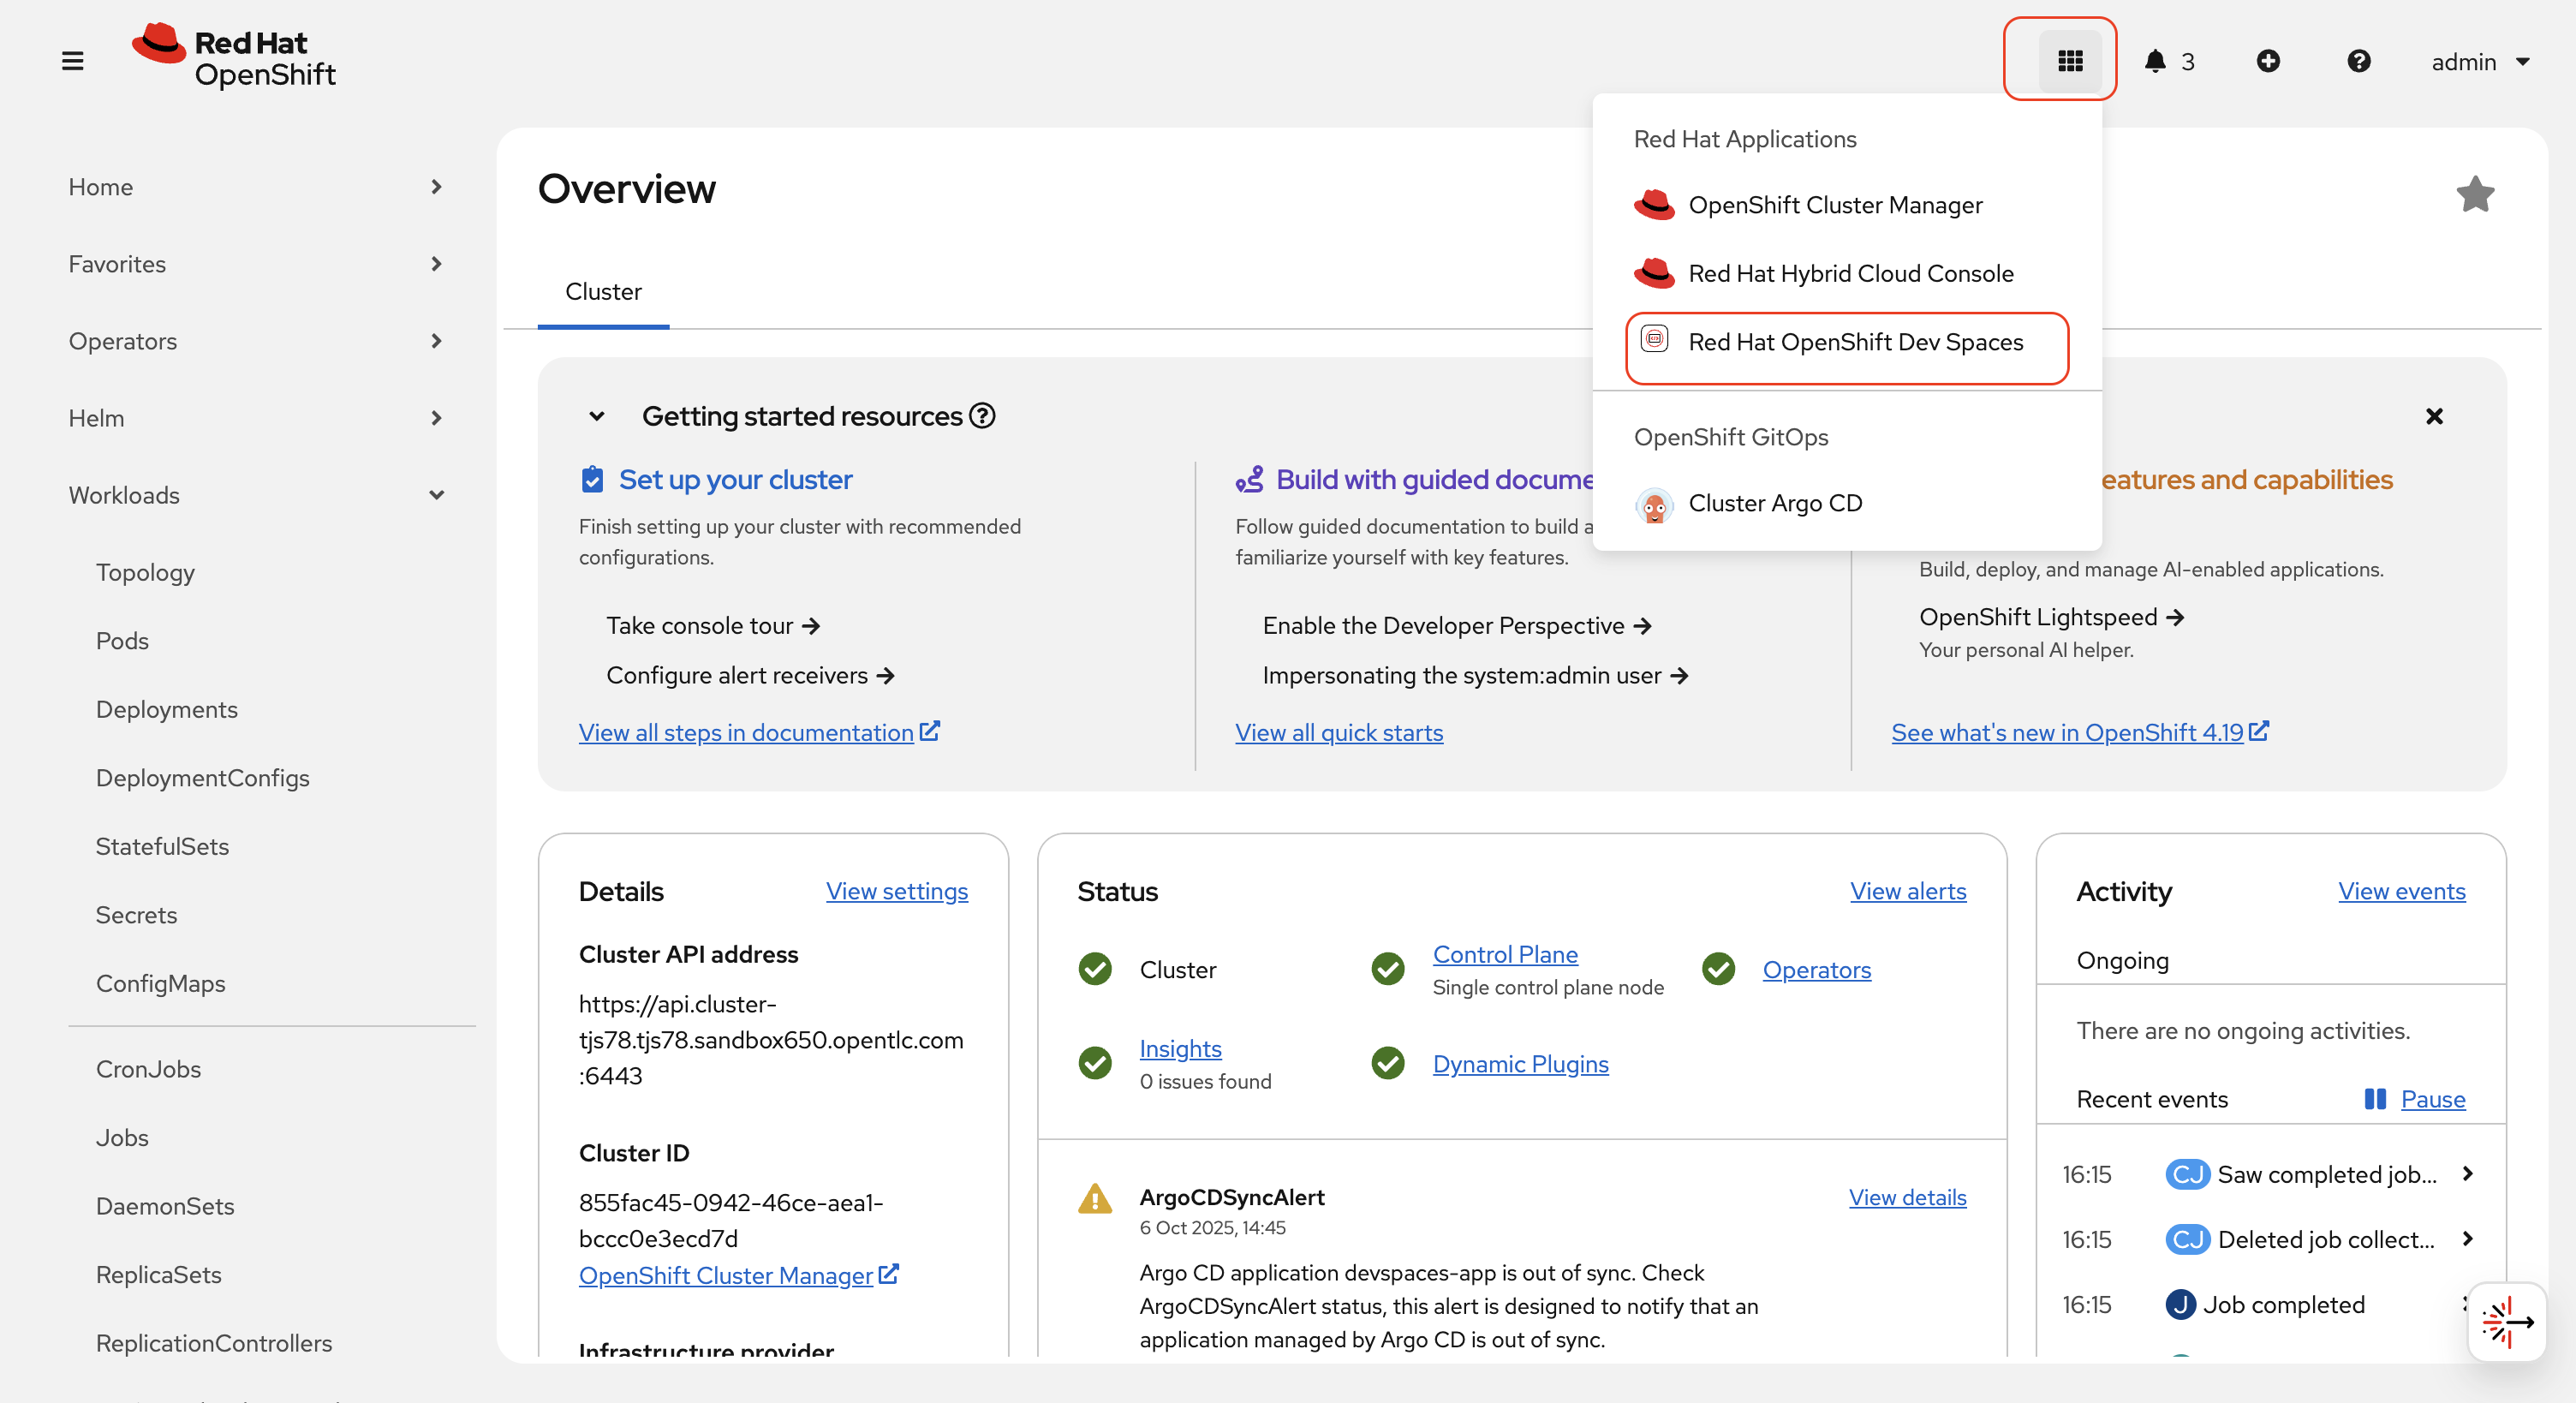 Red Hat
OpenShift
3
admin
Home
Favorites
Operators
Helm
Workloads
Topology
Pods
Deployments
DeploymentConfigs
StatefulSets
Secrets
ConfigMaps
CronJobs
Jobs
DaemonSets
ReplicaSets
ReplicationControllers
Red Hat Applications
OpenShift Cluster Manager
Red Hat Hybrid Cloud Console
Red Hat OpenShift Dev Spaces
OpenShift GitOps
Cluster Argo CD
Overview
Cluster
Getting started resources
Set up your cluster
Finish setting up your cluster with recommended
configurations.
Take console tour
Configure alert receivers
View all steps in documentation
Build with guided docume
Follow guided documentation to build a
familiarize yourself with key features.
Enable the Developer Perspective
Impersonating the system:admin user
View all quick starts
eatures and capabilities
Build, deploy, and manage AI-enabled applications.
OpenShift Lightspeed
Your personal AI helper.
See what's new in OpenShift 4.19
Details
View settings
Cluster API address
https://api.cluster-
tjs78.tjs78.sandbox650.opentlc.com
:6443
Cluster ID
855fac45-0942-46ce-aea1-
bccc0e3ecd7d
OpenShift Cluster Manager
Infrastructure provider
Status
View alerts
Cluster
Control Plane
Single control plane node
Operators
Insights
0 issues found
Dynamic Plugins
ArgoCDSyncAlert
View details
6 Oct 2025, 14:45
Argo CD application devspaces-app is out of sync. Check
ArgoCDSyncAlert status, this alert is designed to notify that an
application managed by Argo CD is out of sync.
Activity
View events
Ongoing
There are no ongoing activities.
Recent events
Pause
16:15 CJ Saw completed job...
16:15 CJ Deleted job collect...
16:15 J Job completed